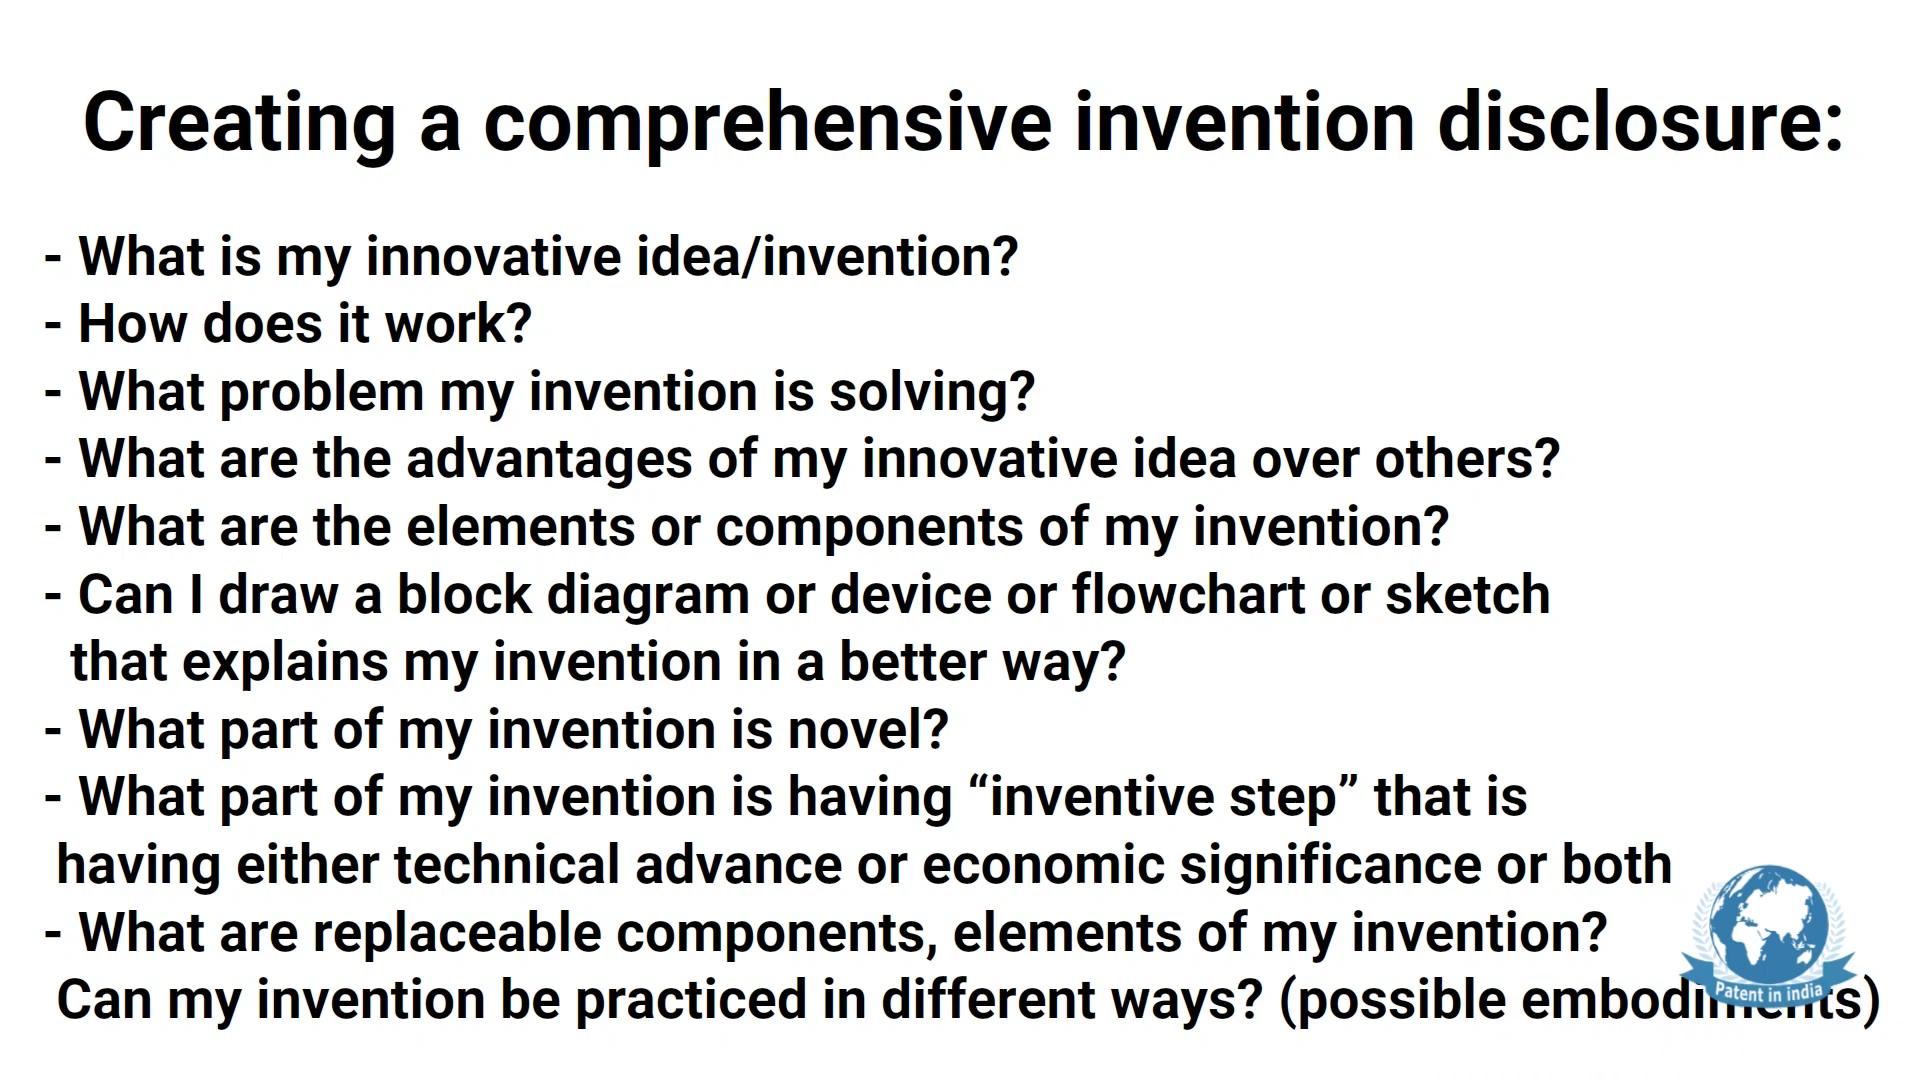 Creating a comprehensive invention disclosure:
- What is my innovative idea/invention?
- How does it work?
- What problem my invention is solving?
- What are the advantages of my innovative idea over others?
- What are the elements or components of my invention?
- Can I draw a block diagram or device or flowchart or sketch
that explains my invention in a better way?
- What part of my invention is novel?
- What part of my invention is having “inventive step” that is
having either technical advance or economic significance or both
- What are replaceable components, elements of my invention?
Can my invention be practiced in different ways? (possible embodiments)
Patent in india